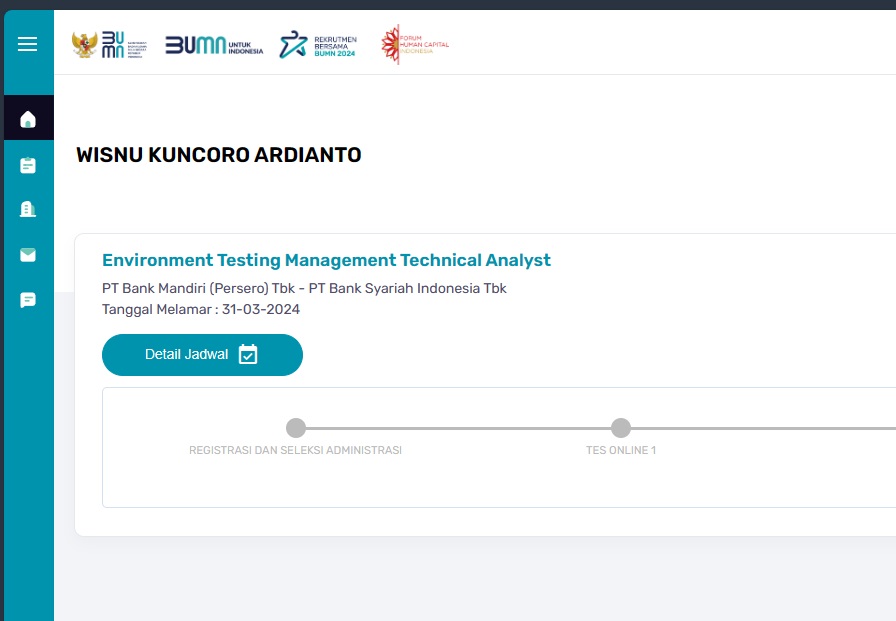 BUMN
BUMN UNTUK
INDONESIA
REKRUTMEN
BERSAMA
BUMN 2024
FORUM
HUMAN CAPITAL
INDONESIA
WISNU KUNCORO ARDIANTO
Environment Testing Management Technical Analyst
PT Bank Mandiri (Persero) Tbk - PT Bank Syariah Indonesia Tbk
Tanggal Melamar : 31-03-2024
Detail Jadwal
REGISTRASI DAN SELEKSI ADMINISTRASI
TES ONLINE 1